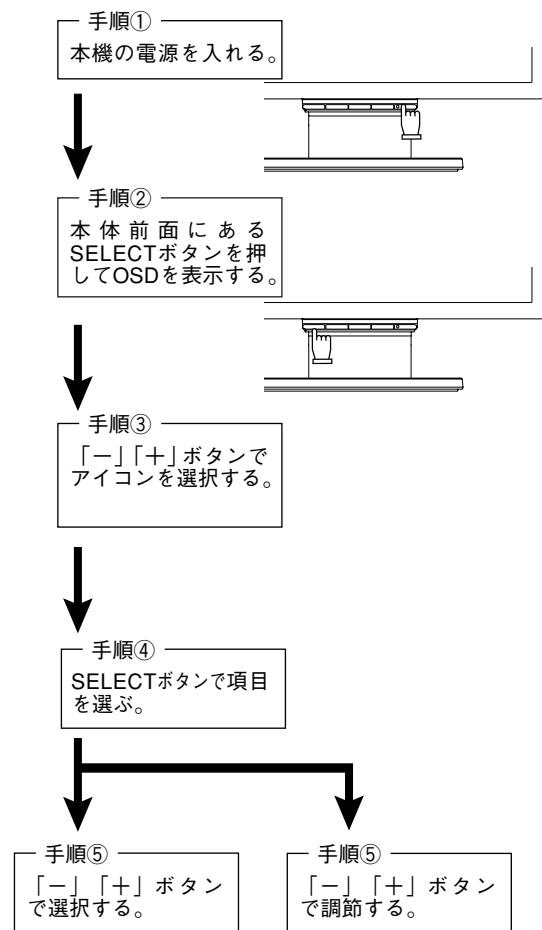 手順①
本機の電源を入れる。
手順②
本体前面にある
SELECTボタンを押
してOSDを表示する。
手順③
「－」「＋」ボタンで
アイコンを選択する。
手順④
SELECTボタンで項目
を選ぶ。
手順⑤
「－」「＋」ボタン
で選択する。
手順⑤
「－」「＋」ボタン
で調節する。